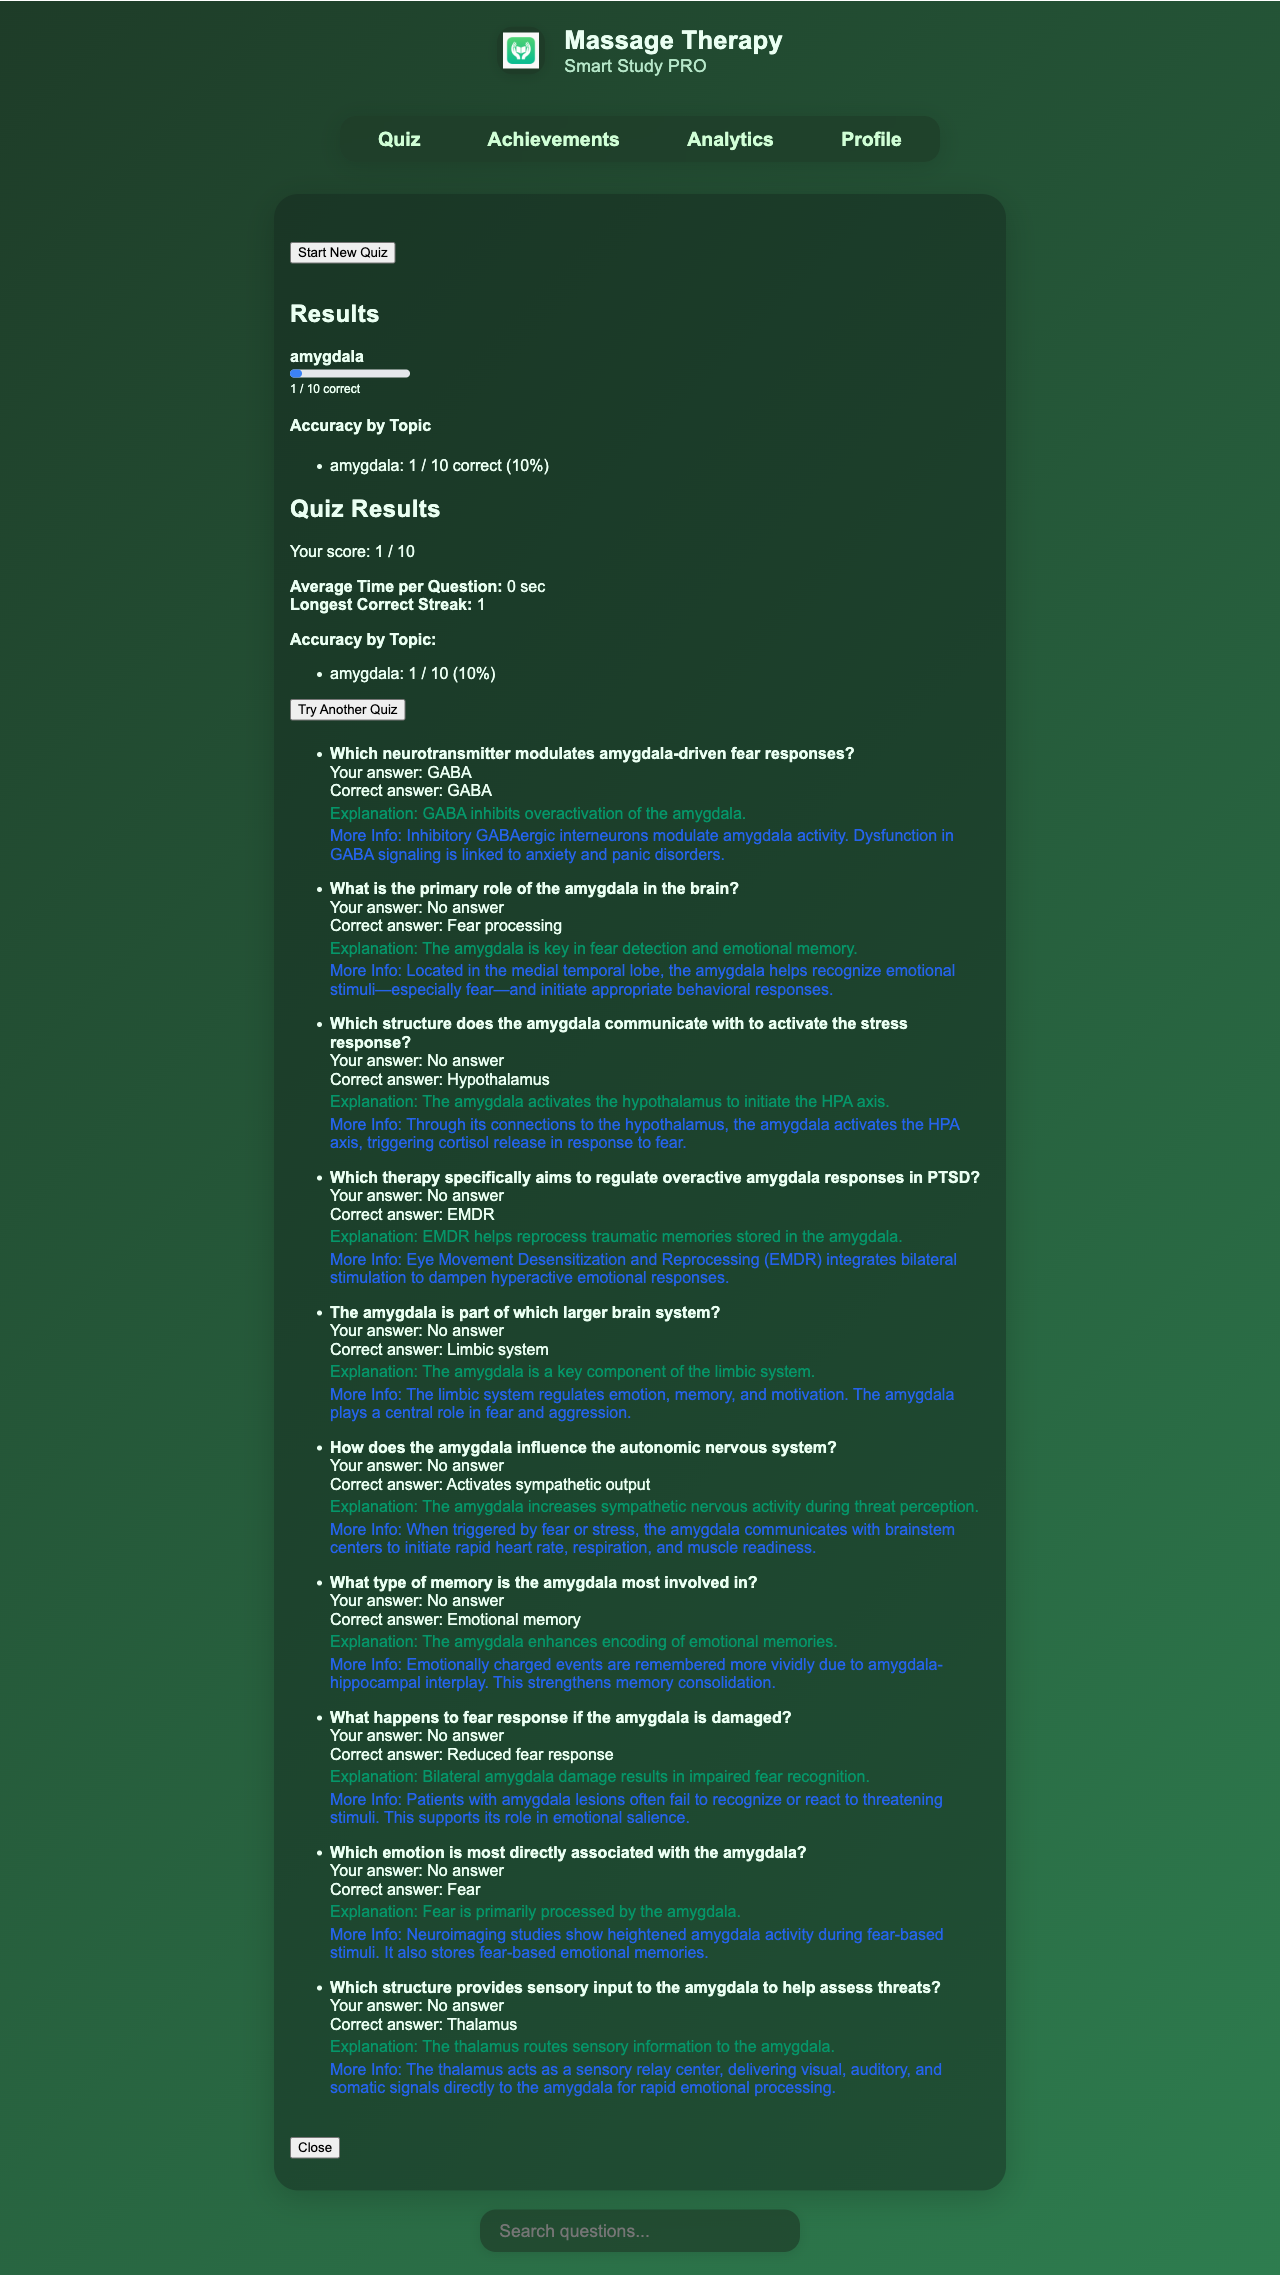 Massage Therapy
Smart Study PRO
Quiz Achievements Analytics Profile
Start New Quiz
Results
amygdala
1 / 10 correct
Accuracy by Topic
• amygdala: 1 / 10 correct (10%)
Quiz Results
Your score: 1 / 10
Average Time per Question: 0 sec
Longest Correct Streak: 1
Accuracy by Topic:
• amygdala: 1 / 10 (10%)
Try Another Quiz
• Which neurotransmitter modulates amygdala-driven fear responses?
Your answer: GABA
Correct answer: GABA
Explanation: GABA inhibits overactivation of the amygdala.
More Info: Inhibitory GABAergic interneurons modulate amygdala activity. Dysfunction in
GABA signaling is linked to anxiety and panic disorders.
• What is the primary role of the amygdala in the brain?
Your answer: No answer
Correct answer: Fear processing
Explanation: The amygdala is key in fear detection and emotional memory.
More Info: Located in the medial temporal lobe, the amygdala helps recognize emotional
stimuli—especially fear—and initiate appropriate behavioral responses.
• Which structure does the amygdala communicate with to activate the stress
response?
Your answer: No answer
Correct answer: Hypothalamus
Explanation: The amygdala activates the hypothalamus to initiate the HPA axis.
More Info: Through its connections to the hypothalamus, the amygdala activates the HPA
axis, triggering cortisol release in response to fear.
• Which therapy specifically aims to regulate overactive amygdala responses in PTSD?
Your answer: No answer
Correct answer: EMDR
Explanation: EMDR helps reprocess traumatic memories stored in the amygdala.
More Info: Eye Movement Desensitization and Reprocessing (EMDR) integrates bilateral
stimulation to dampen hyperactive emotional responses.
• The amygdala is part of which larger brain system?
Your answer: No answer
Correct answer: Limbic system
Explanation: The amygdala is a key component of the limbic system.
More Info: The limbic system regulates emotion, memory, and motivation. The amygdala
plays a central role in fear and aggression.
• How does the amygdala influence the autonomic nervous system?
Your answer: No answer
Correct answer: Activates sympathetic output
Explanation: The amygdala increases sympathetic nervous activity during threat perception.
More Info: When triggered by fear or stress, the amygdala communicates with brainstem
centers to initiate rapid heart rate, respiration, and muscle readiness.
• What type of memory is the amygdala most involved in?
Your answer: No answer
Correct answer: Emotional memory
Explanation: The amygdala enhances encoding of emotional memories.
More Info: Emotionally charged events are remembered more vividly due to amygdala-
hippocampal interplay. This strengthens memory consolidation.
• What happens to fear response if the amygdala is damaged?
Your answer: No answer
Correct answer: Reduced fear response
Explanation: Bilateral amygdala damage results in impaired fear recognition.
More Info: Patients with amygdala lesions often fail to recognize or react to threatening
stimuli. This supports its role in emotional salience.
• Which emotion is most directly associated with the amygdala?
Your answer: No answer
Correct answer: Fear
Explanation: Fear is primarily processed by the amygdala.
More Info: Neuroimaging studies show heightened amygdala activity during fear-based
stimuli. It also stores fear-based emotional memories.
• Which structure provides sensory input to the amygdala to help assess threats?
Your answer: No answer
Correct answer: Thalamus
Explanation: The thalamus routes sensory information to the amygdala.
More Info: The thalamus acts as a sensory relay center, delivering visual, auditory, and
somatic signals directly to the amygdala for rapid emotional processing.
Close
Search questions...